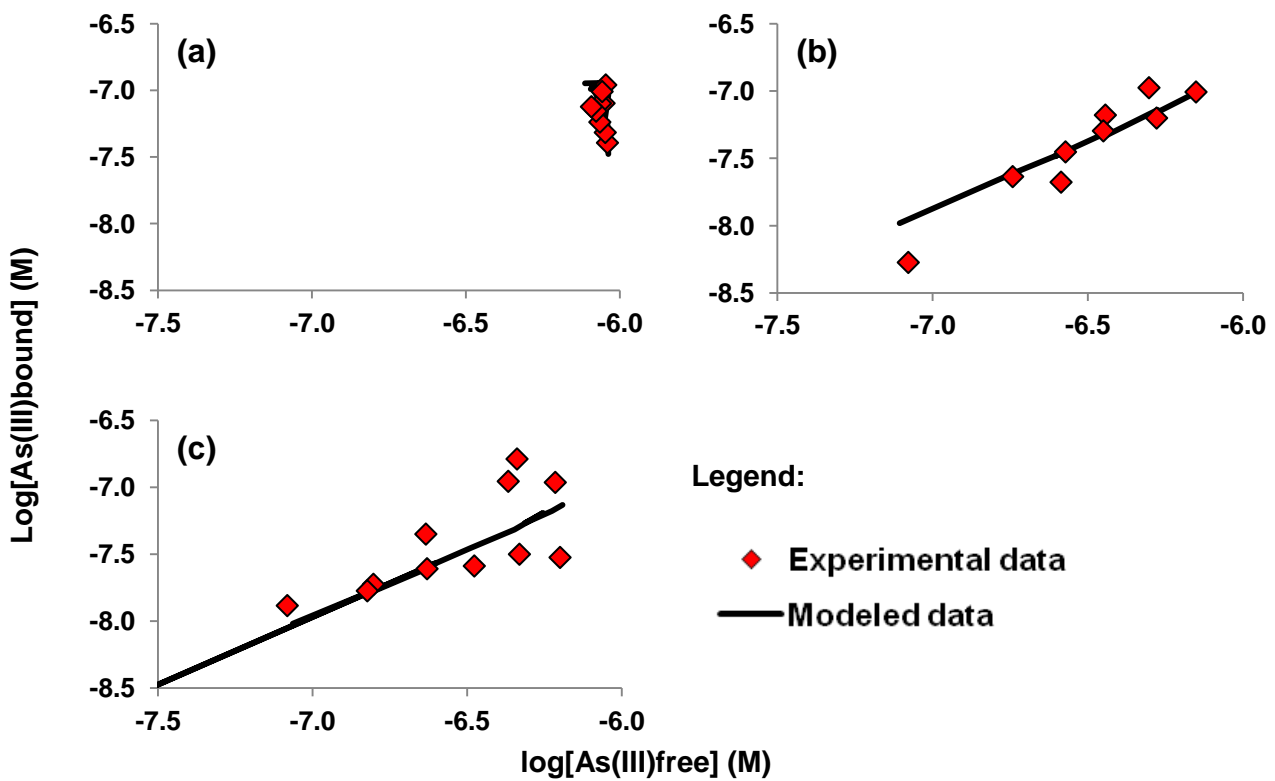 -6.5
-7.0
-7.5
-8.0
-8.5
-7.5 -7.0 -6.5 -6.0
(a)
-6.5
-7.0
-7.5
-8.0
-8.5
-7.5 -7.0 -6.5 -6.0
(b)
Log[As(III)bound] (M)
-6.5
-7.0
-7.5
-8.0
-8.5
-7.5 -7.0 -6.5 -6.0
(c)
log[As(III)free] (M)
Legend:
Experimental data
Modeled data